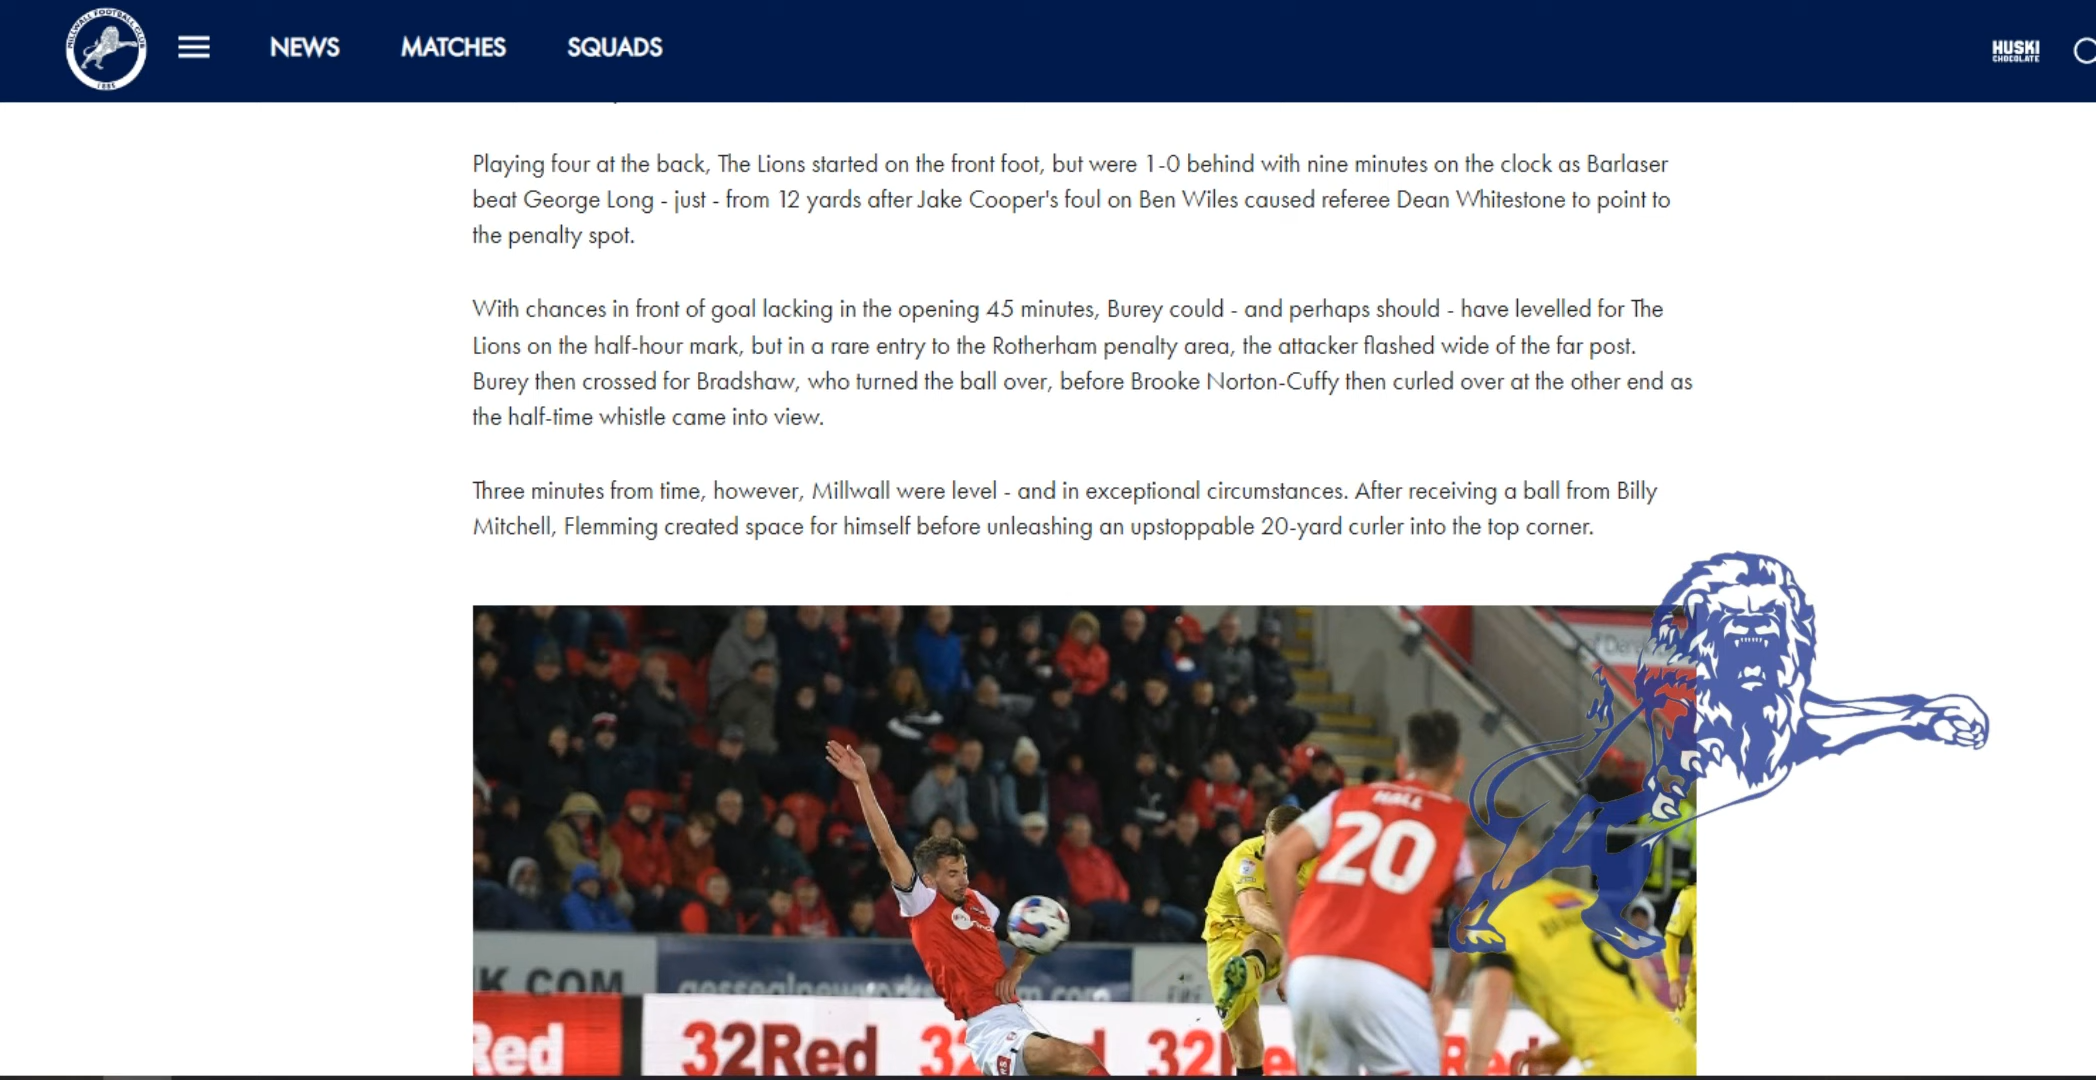 MILLWALL FOOTBALL CLUB
1885
NEWS
MATCHES
SQUADS
HUSKI
CHOCOLATE
Playing four at the back, The Lions started on the front foot, but were 1-0 behind with nine minutes on the clock as Barlaser
beat George Long - just - from 12 yards after Jake Cooper's foul on Ben Wiles caused referee Dean Whitestone to point to
the penalty spot.
With chances in front of goal lacking in the opening 45 minutes, Burey could - and perhaps should - have levelled for The
Lions on the half-hour mark, but in a rare entry to the Rotherham penalty area, the attacker flashed wide of the far post.
Burey then crossed for Bradshaw, who turned the ball over, before Brooke Norton-Cuffy then curled over at the other end as
the half-time whistle came into view.
Three minutes from time, however, Millwall were level - and in exceptional circumstances. After receiving a ball from Billy
Mitchell, Flemming created space for himself before unleashing an upstoppable 20-yard curler into the top corner.
HALL
20
9
K.COM
Red
32Red